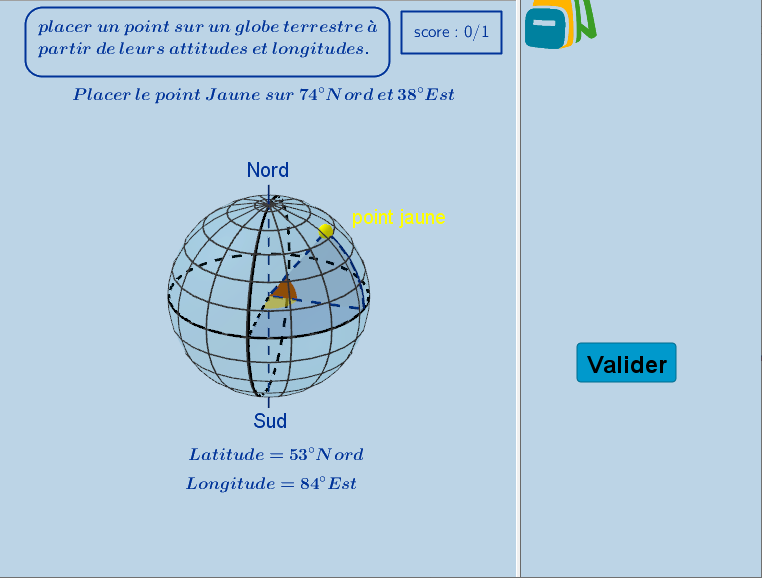 placer un point sur un globe terrestre à
partir de leurs attitudes et longitudes.
score : 0/1
Placer le point Jaune sur 74°Nord et 38°Est
Nord
point jaune
Valider
Sud
Latitude = 53°Nord
Longitude = 84°Est